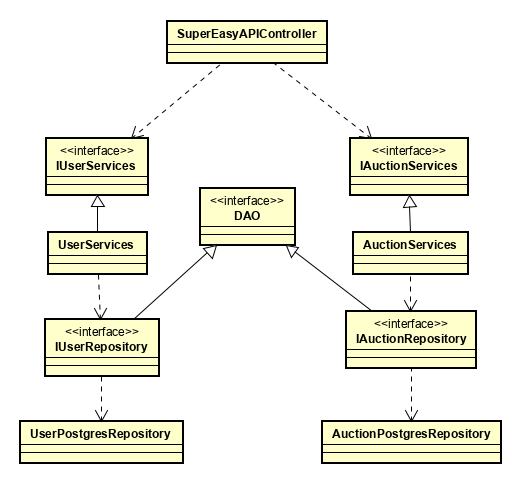 SuperEasyAPIController
<<interface>>
IUserServices
<<interface>>
IAuctionServices
<<interface>>
DAO
UserServices
AuctionServices
<<interface>>
IUserRepository
<<interface>>
IAuctionRepository
UserPostgresRepository
AuctionPostgresRepository